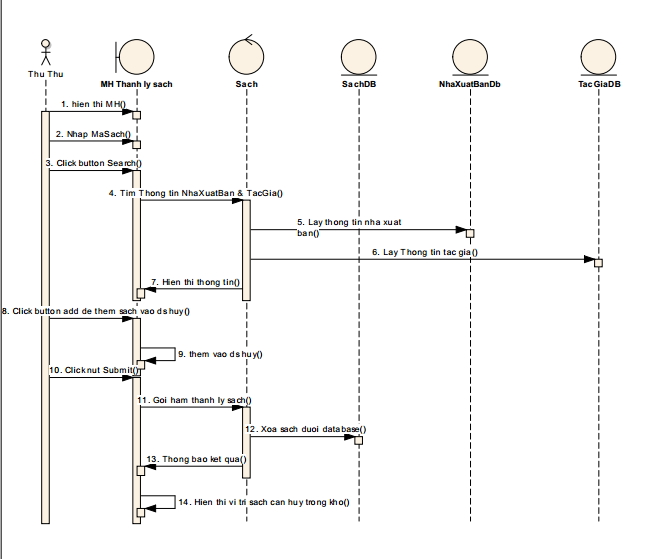 Thu Thu
MH Thanh ly sach
Sach
SachDB
NhaXuatBanDb
TacGiaDB
1. hien thi MH()
2. Nhap MaSach()
3. Click button Search()
4. Tim Thong tin NhaXuatBan & TacGia()
5. Lay thong tin nha xuat
ban()
6. Lay Thong tin tac gia()
7. Hien thi thong tin()
8. Click button add de them sach vao ds huy()
9. them vao ds huy()
10. Click nut Submit()
11. Goi ham thanh ly sach()
12. Xoa sach duoi database()
13. Thong bao ket qua()
14. Hien thi vi tri sach can huy trong kho()